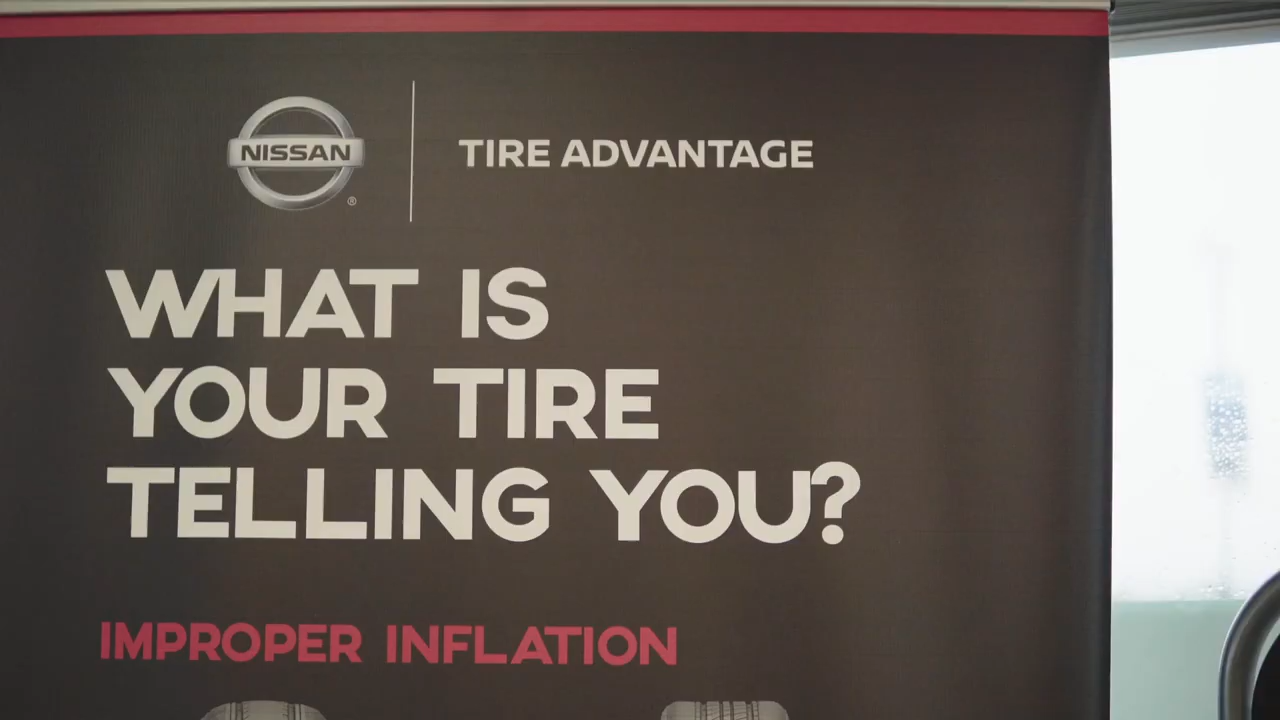 NISSAN
®
TIRE ADVANTAGE
WHAT IS
YOUR TIRE
TELLING YOU?
IMPROPER INFLATION